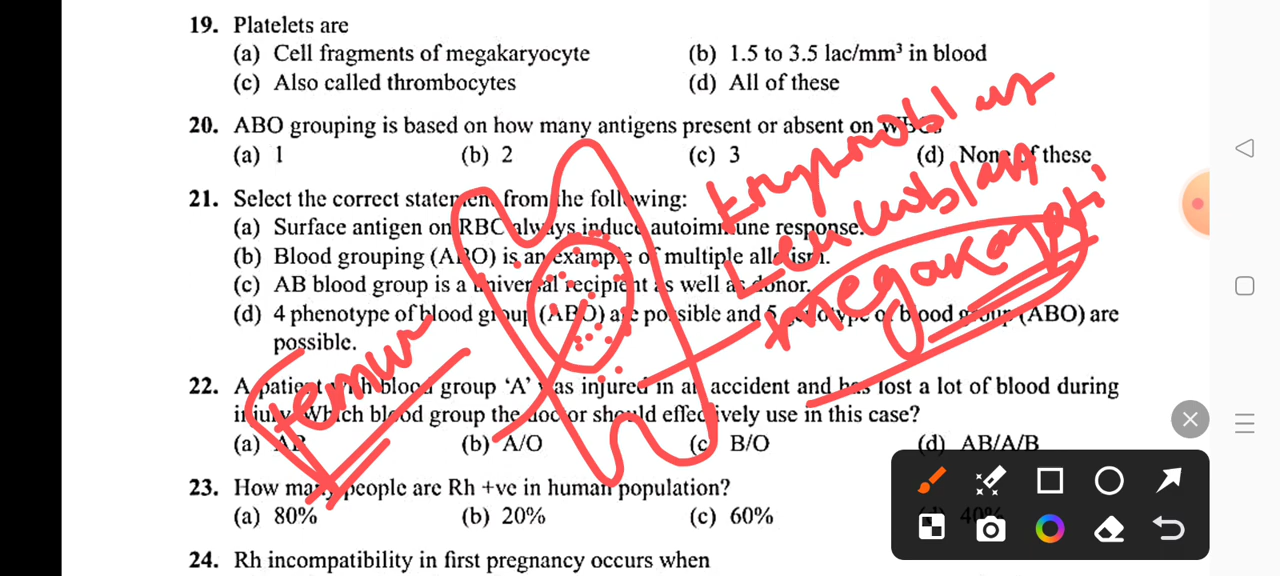 19. Platelets are
(a) Cell fragments of megakaryocyte (b) 1.5 to 3.5 lac/mm³ in blood
(c) Also called thrombocytes (d) All of these
20. ABO grouping is based on how many antigens present or absent on
(a) 1 (b) 2 (c) 3 (d) None of these
21. Select the correct statement from the following:
(a) Surface antigen on RBC always induce autoimmune response.
(b) Blood grouping (ABO) is an example of multiple allelism.
(c) AB blood group is a universal recipient as well as donor.
(d) 4 phenotype of blood group (ABO) are possible and 5 genotype of blood group (ABO) are
possible.
22. A patient with blood group ‘A’ was injured in an accident and has lost a lot of blood during
injury. Which blood group the doctor should effectively use in this case?
(a) AB (b) A/O (c) B/O (d) AB/A/B
23. How many people are Rh +ve in human population?
(a) 80% (b) 20% (c) 60% 40%
24. Rh incompatibility in first pregnancy occurs when
Femur